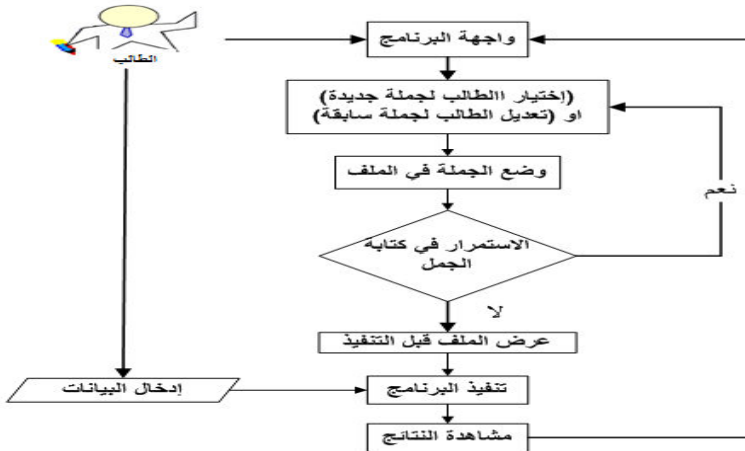 الطالب
واجهة البرنامج
(إختيار االطالب لجملة جديدة)
او (تعديل الطالب لجملة سابقة)
وضع الجملة في الملف
نعم
الاستمرار في كتابة
الجمل
لا
عرض الملف قبل التنفيذ
تنفيذ البرنامج
إدخال البيانات
مشاهدة النتائج